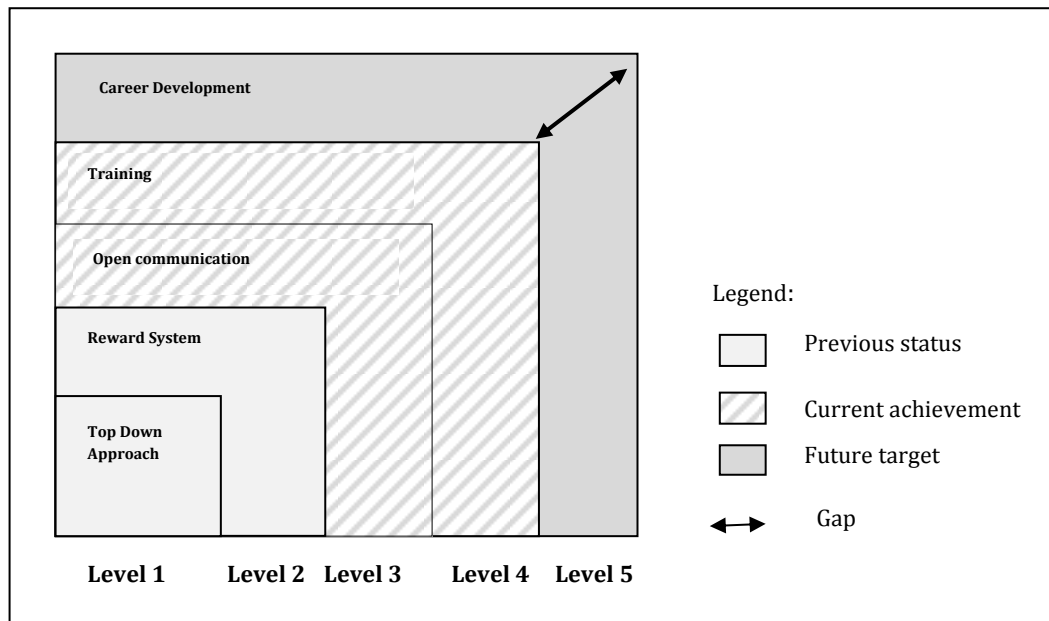 Career Development
Training
Open communication
Reward System
Top Down
Approach
Level 1
Level 2
Level 3
Level 4
Level 5
Legend:
Previous status
Current achievement
Future target
Gap